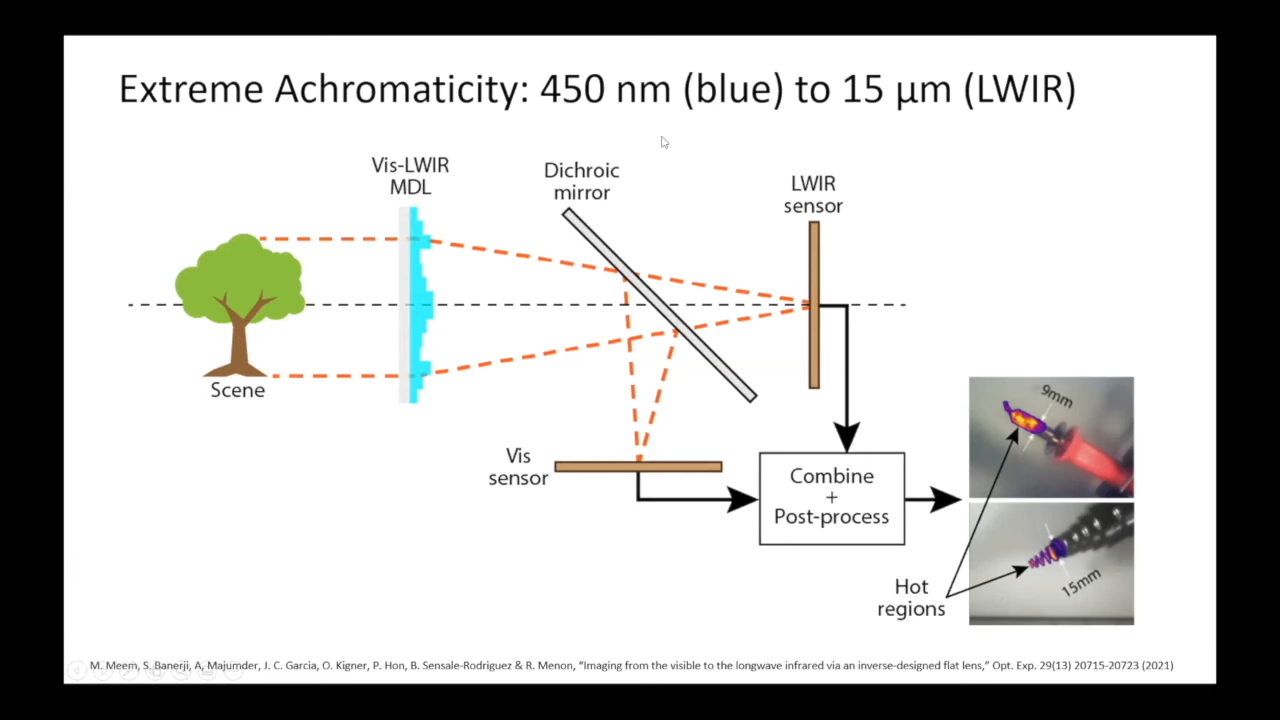 Extreme Achromaticity: 450 nm (blue) to 15 µm (LWIR)
Vis-LWIR
MDL
Dichroic
mirror
LWIR
sensor
Scene
Vis
sensor
Combine
+
Post-process
9mm
15mm
Hot
regions
M. Meem, S. Banerji, A, Majumder, J. C. Garcia, O. Kigner, P. Hon, B. Sensale-Rodriguez & R. Menon, “Imaging from the visible to the longwave infrared via an inverse-designed flat lens,” Opt. Exp. 29(13) 20715-20723 (2021)